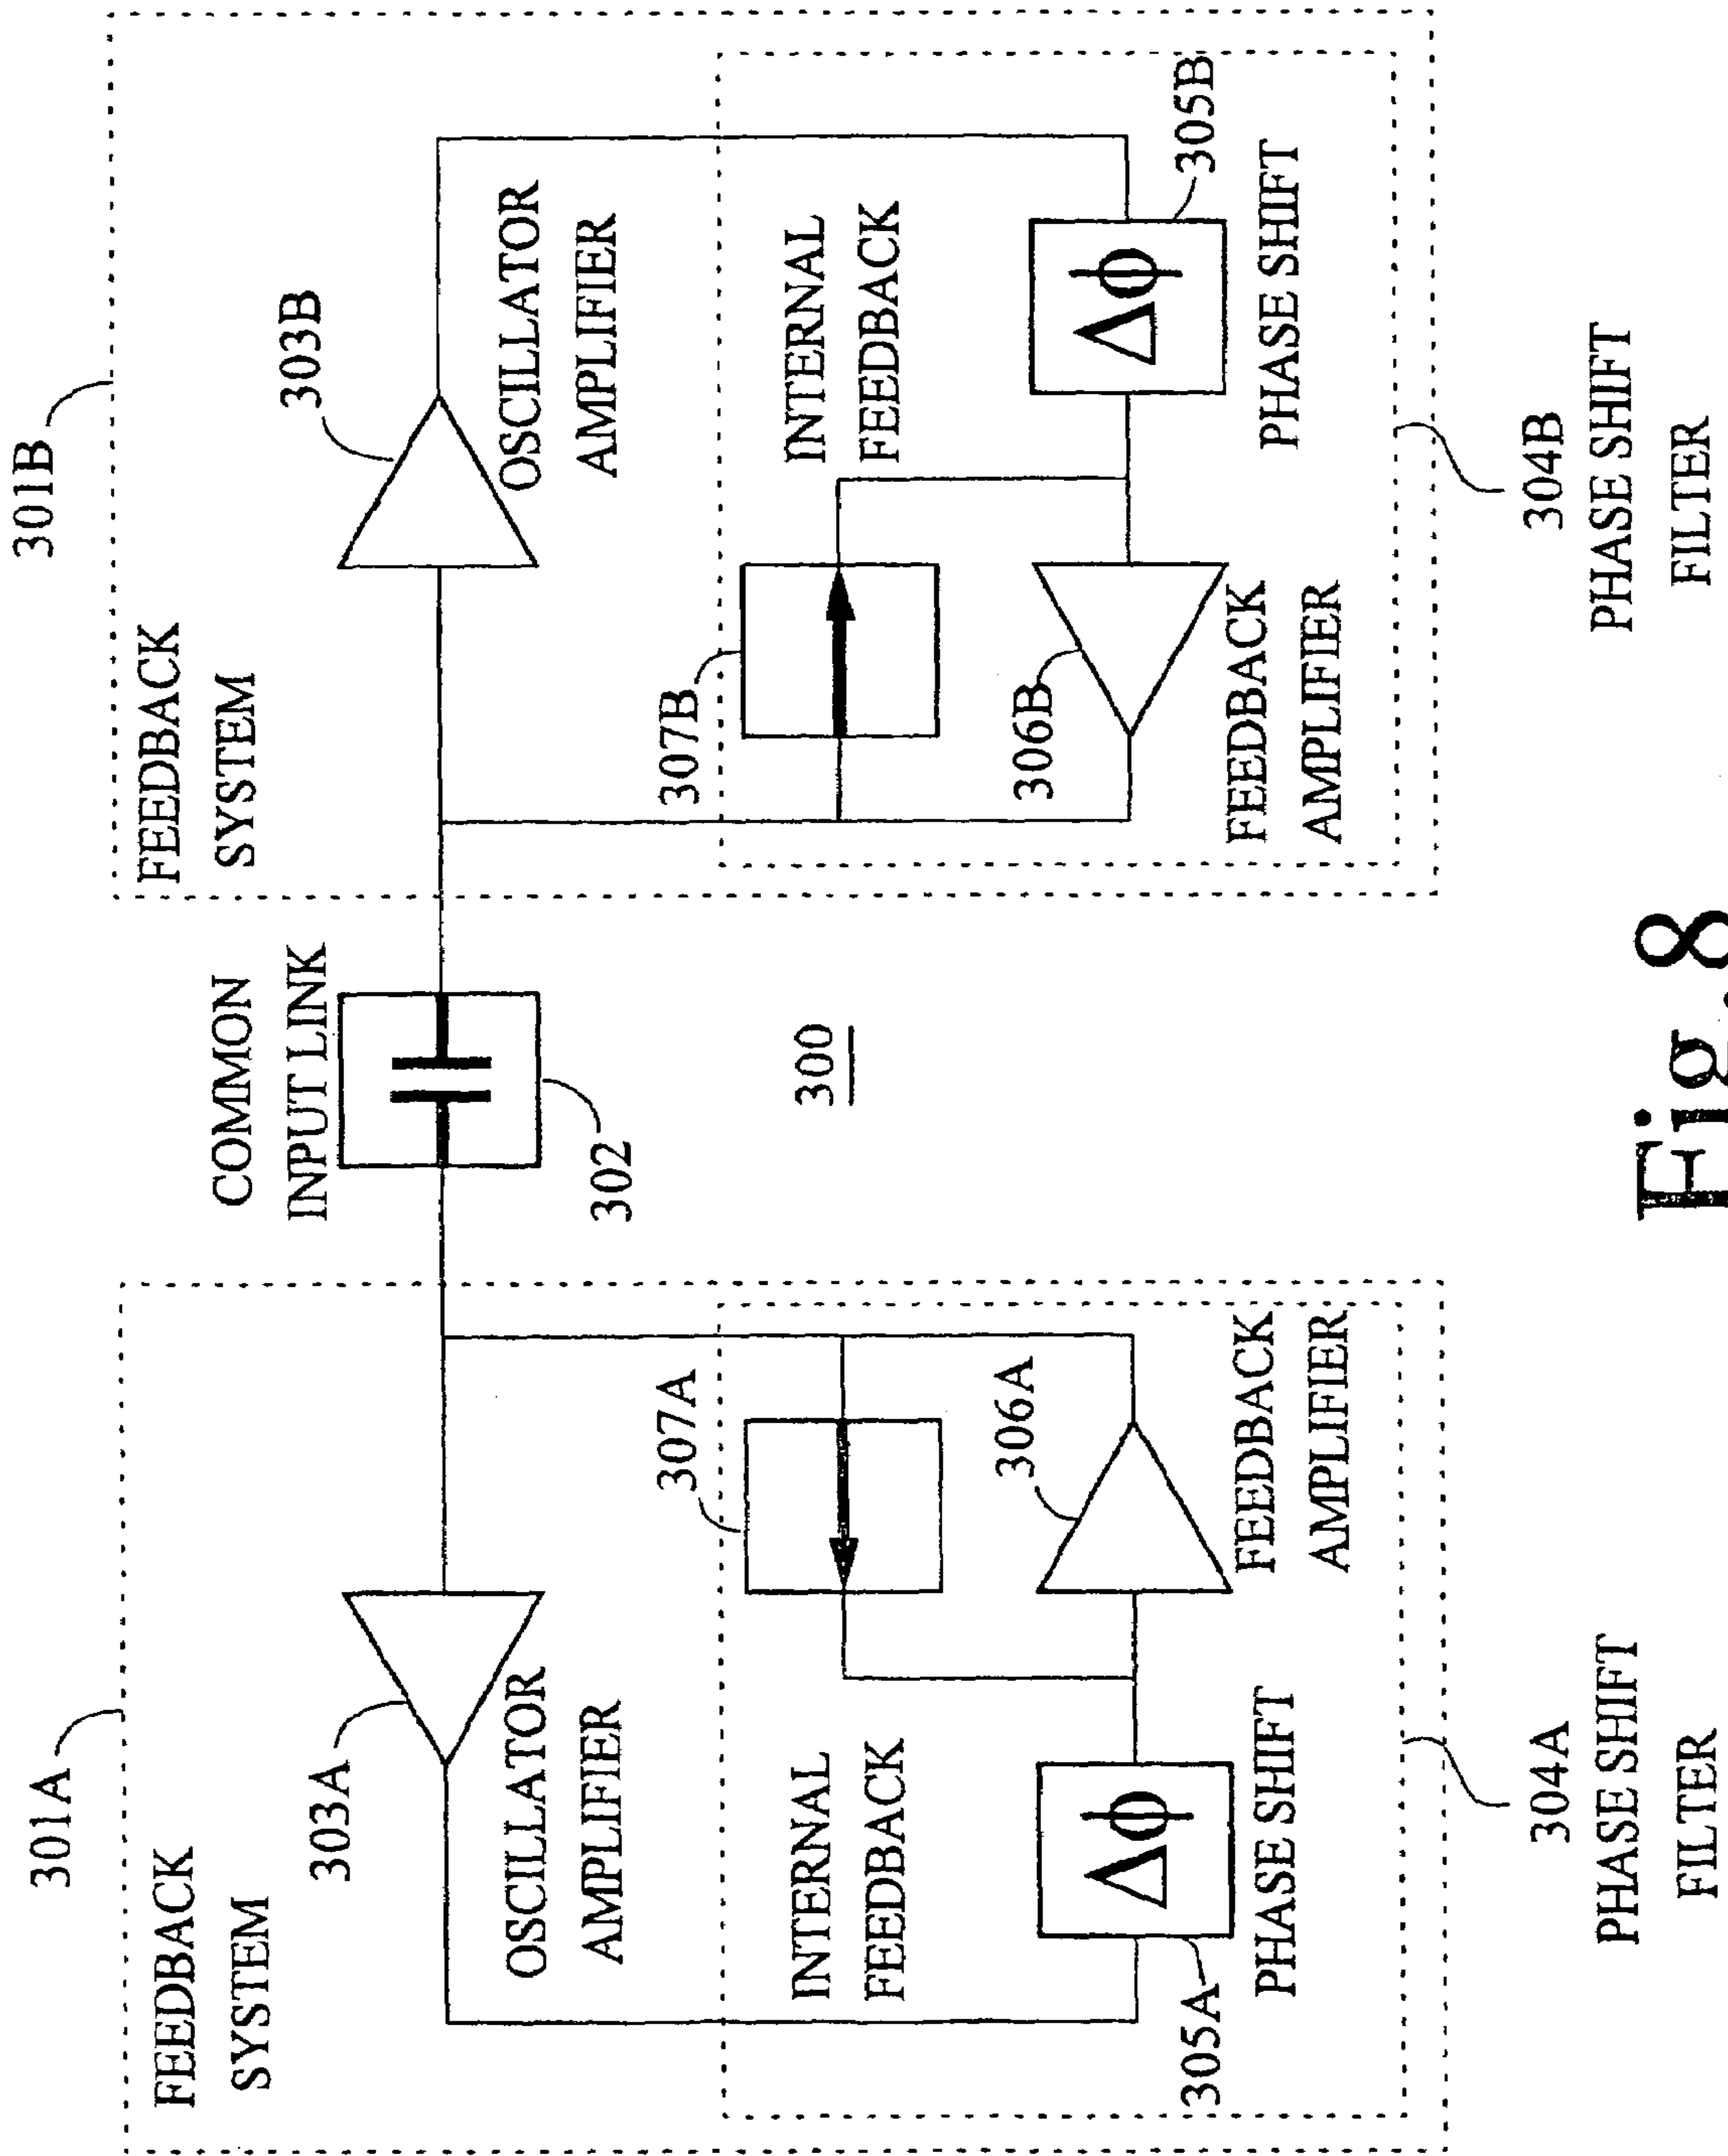 301A
FEEDBACK
SYSTEM
303A
OSCILLATOR
AMPLIFIER
307A
INTERNAL
FEEDBACK
306A
305A
PHASE SHIFT
FEEDBACK
AMPLIFIER
304A
PHASE SHIFT
FILTER
COMMON
INPUT LINK
302
300
301B
FEEDBACK
SYSTEM
303B
OSCILLATOR
AMPLIFIER
307B
INTERNAL
FEEDBACK
306B
FEEDBACK
AMPLIFIER
ΔΦ
ΔΦ
305B
PHASE SHIFT
304B
PHASE SHIFT
FILTER
Fig.8